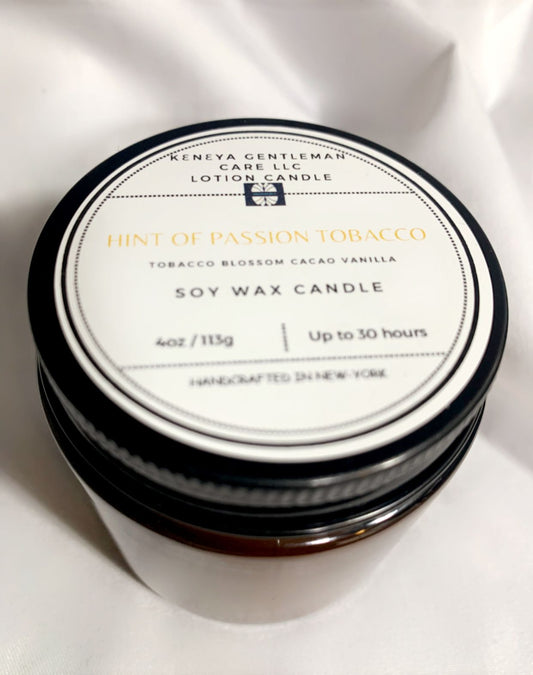 KƐNƐYA GENTLEMAN
CARE LLC
LOTION CANDLE
HINT OF PASSION TOBACCO
TOBACCO BLOSSOM CACAO VANILLA
SOY WAX CANDLE
4oz / 113g
Up to 30 hours
HANDCRAFTED IN NEW-YORK